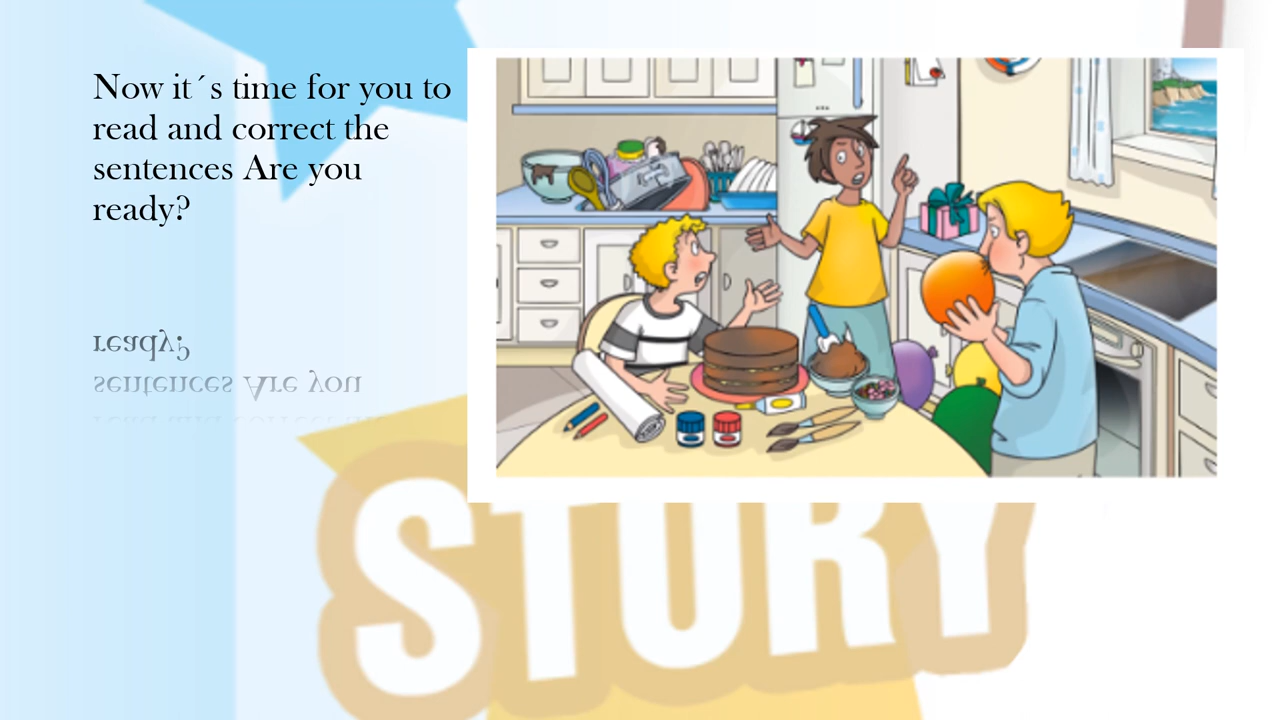 Now it´s time for you to
read and correct the
sentences Are you
ready?
STORY